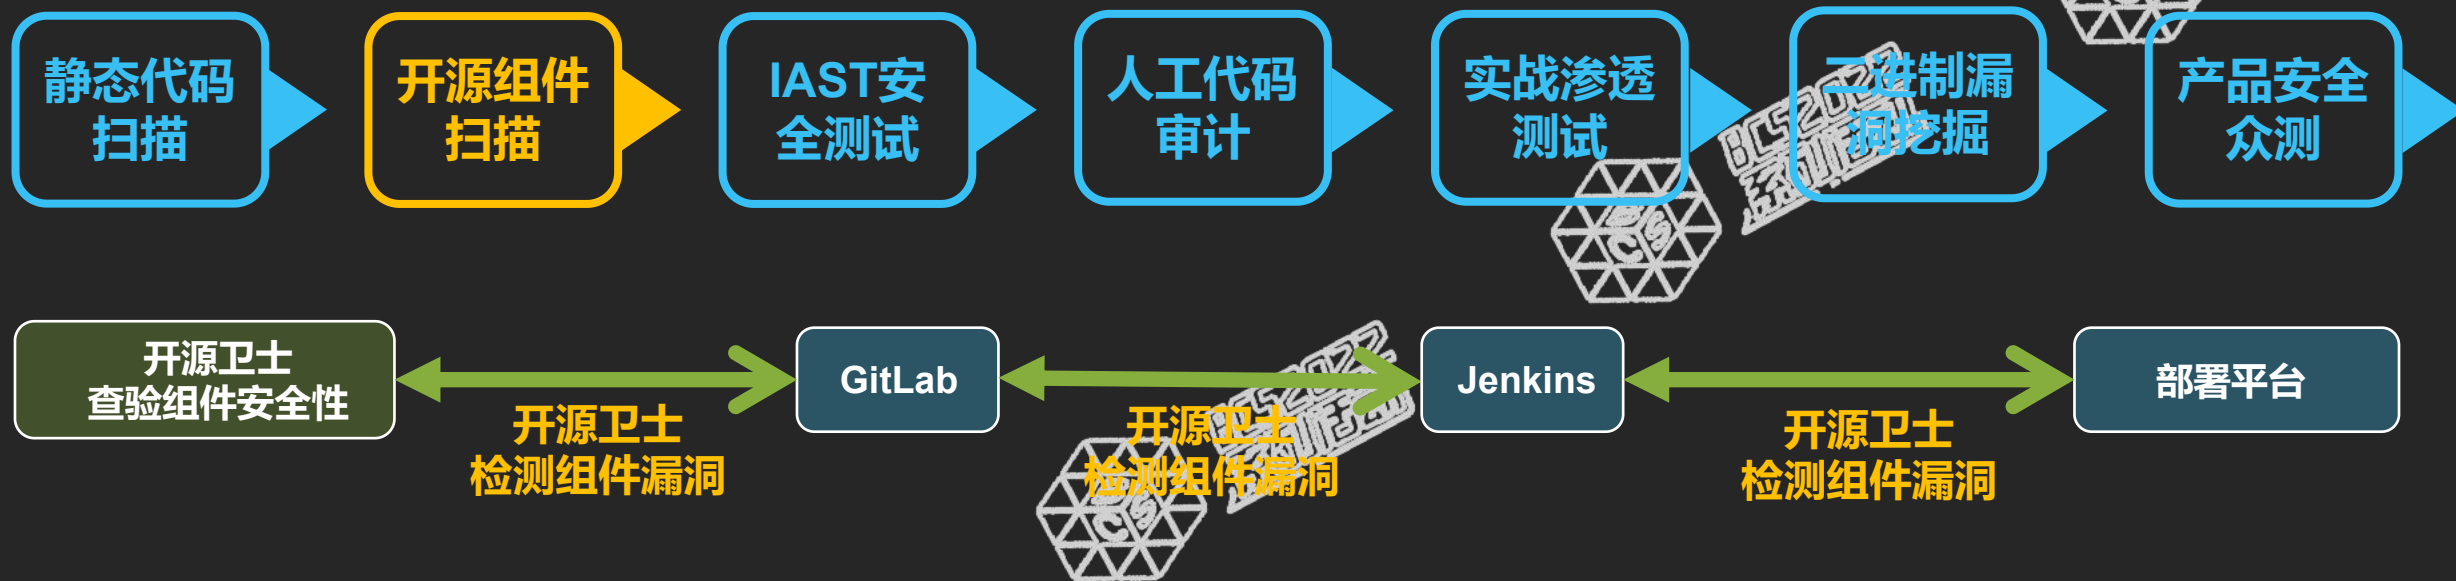 静态代码
扫描
开源组件
扫描
IAST安
全测试
人工代码
审计
实战渗透
测试
二进制漏
洞挖掘
产品安全
众测
开源卫士
查验组件安全性
GitLab
Jenkins
部署平台
开源卫士
检测组件漏洞
开源卫士
检测组件漏洞
开源卫士
检测组件漏洞